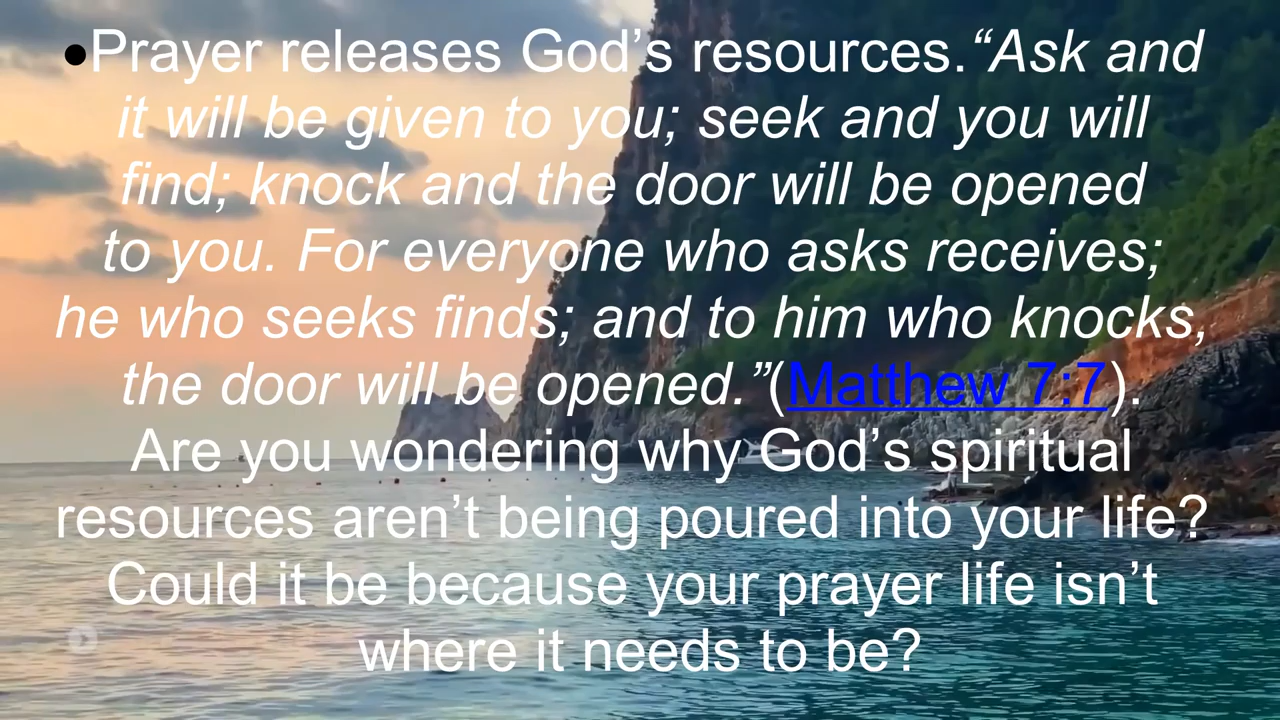 •Prayer releases God’s resources.“Ask and
it will be given to you; seek and you will
find; knock and the door will be opened
to you. For everyone who asks receives;
he who seeks finds; and to him who knocks,
the door will be opened.”(Matthew 7:7).
Are you wondering why God’s spiritual
resources aren’t being poured into your life?
Could it be because your prayer life isn’t
where it needs to be?